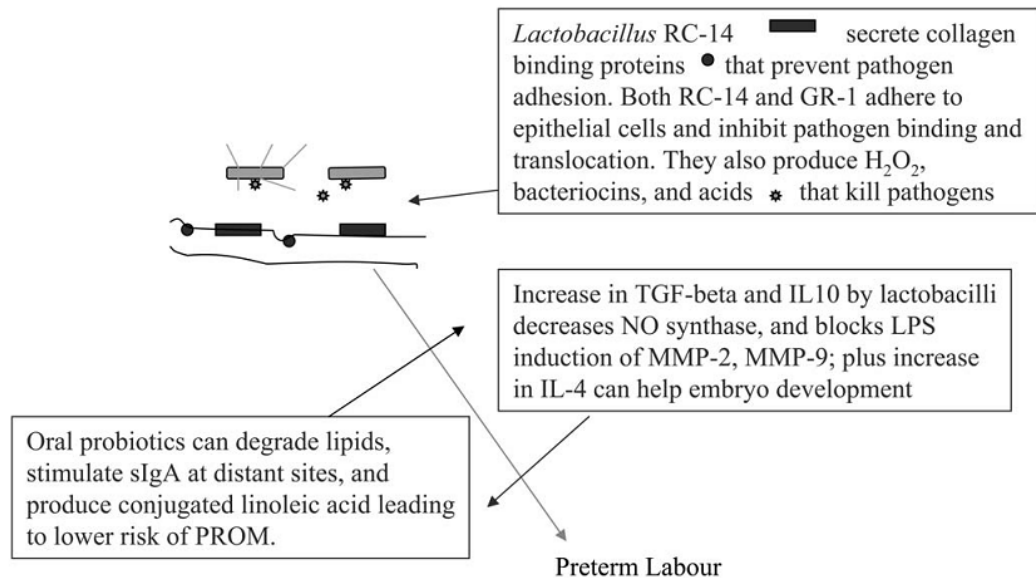 Lactobacillus RC-14 secrete collagen
binding proteins that prevent pathogen
adhesion. Both RC-14 and GR-1 adhere to
epithelial cells and inhibit pathogen binding and
translocation. They also produce H₂O₂,
bacteriocins, and acids that kill pathogens
Increase in TGF-beta and IL10 by lactobacilli
decreases NO synthase, and blocks LPS
induction of MMP-2, MMP-9; plus increase
in IL-4 can help embryo development
Oral probiotics can degrade lipids,
stimulate sIgA at distant sites, and
produce conjugated linoleic acid leading
to lower risk of PROM.
Preterm Labour